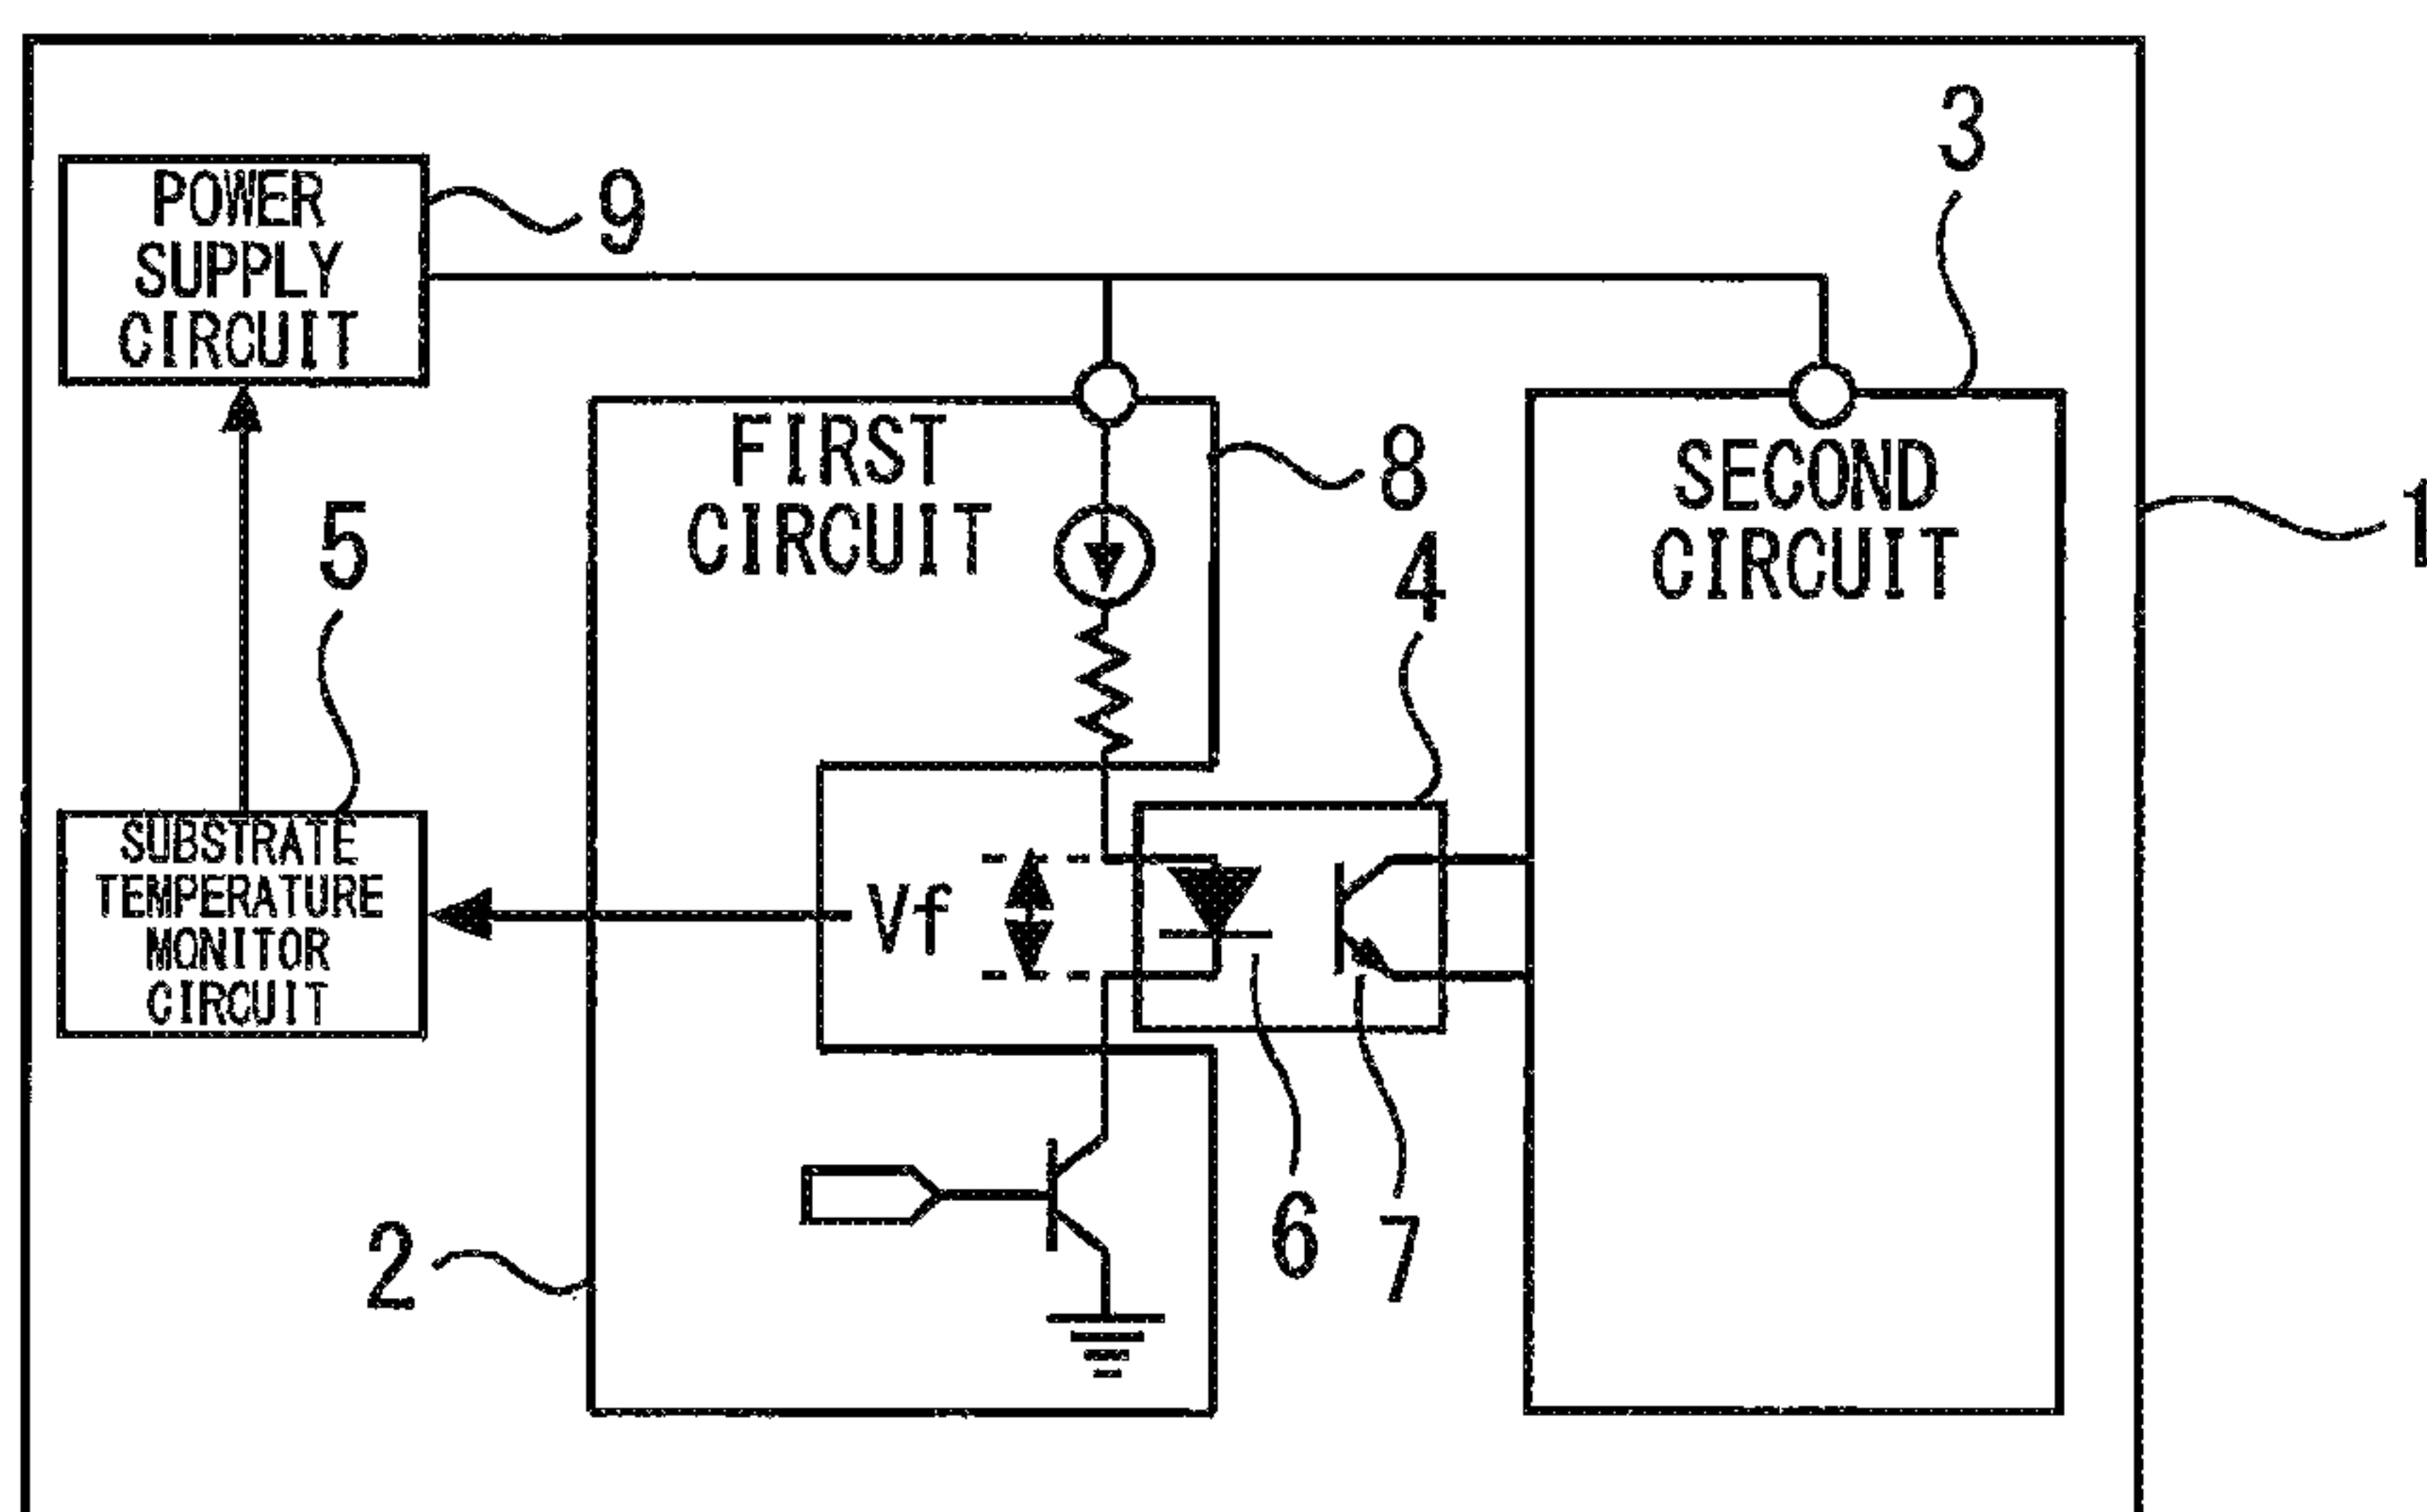 3
POWER
SUPPLY
CIRCUIT
9
FIRST
CIRCUIT
8
SECOND
CIRCUIT
1
5
4
SUBSTRATE
TEMPERATURE
MONITOR
CIRCUIT
Vf
2
6
7